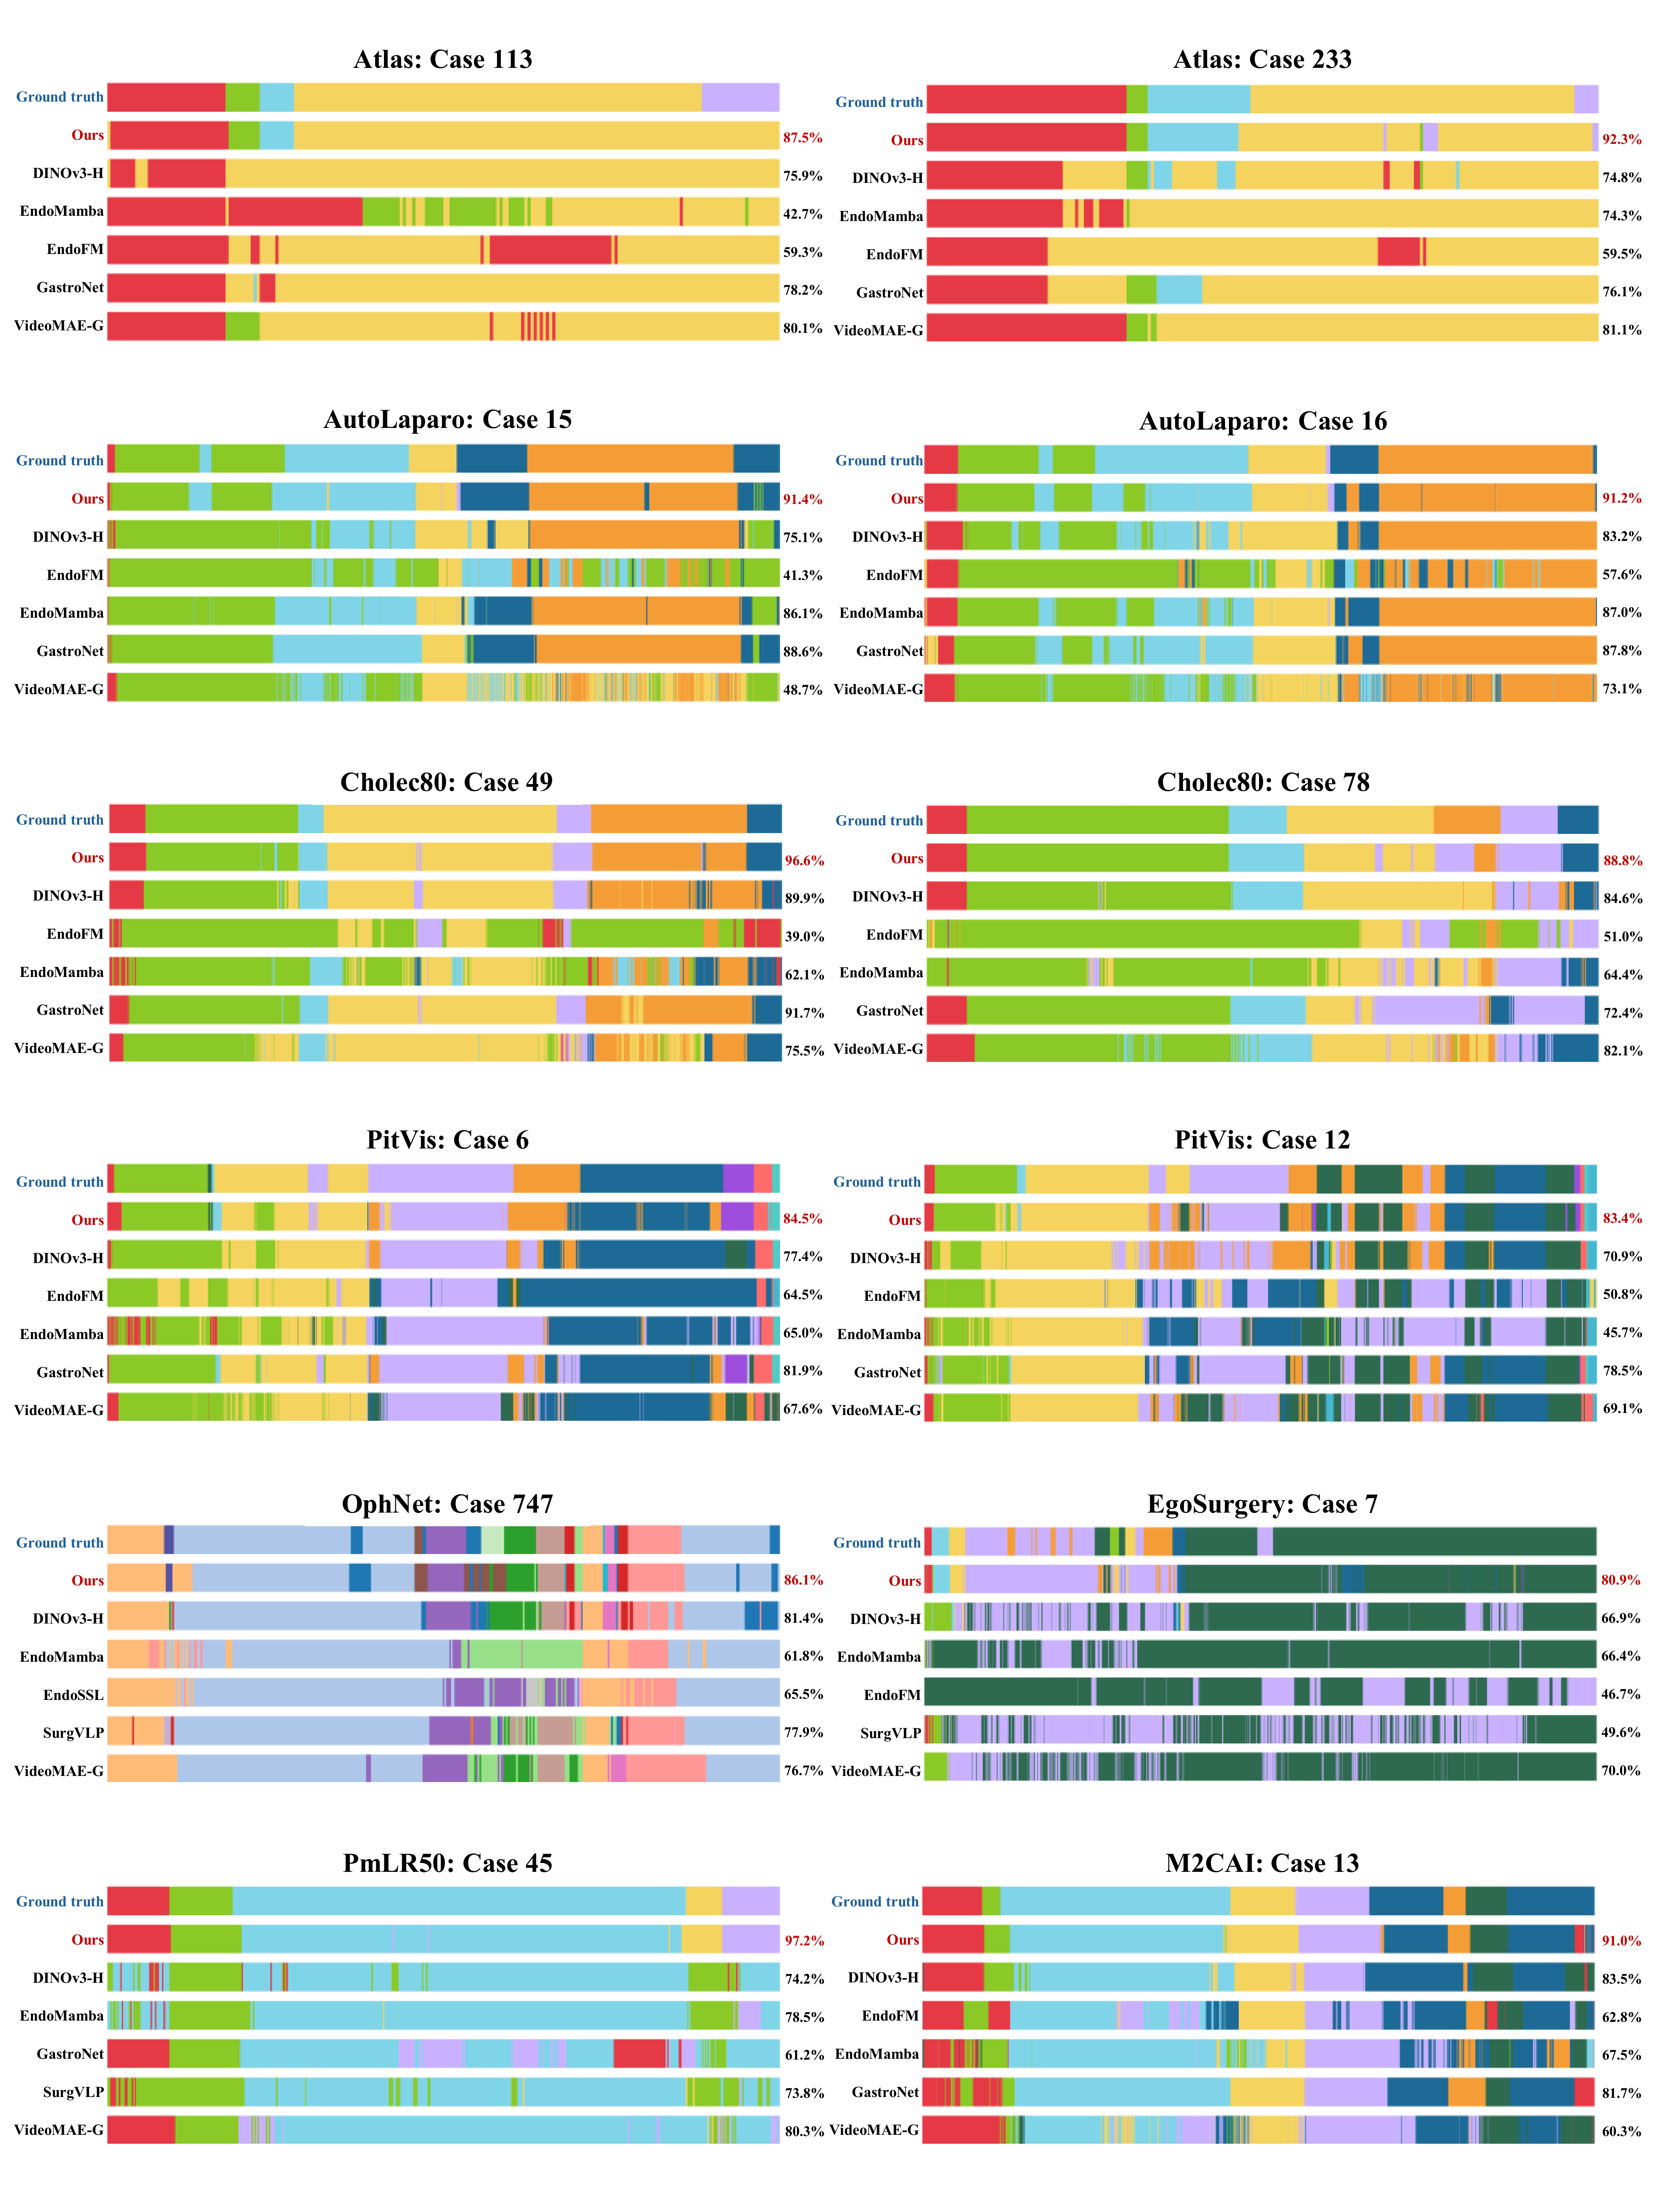 Atlas: Case 113
Ground truth
Ours 87.5%
DINOv3-H 75.9%
EndoMamba 42.7%
EndoFM 59.3%
GastroNet 78.2%
VideoMAE-G 80.1%
Atlas: Case 233
Ground truth
Ours 92.3%
DINOv3-H 74.8%
EndoMamba 74.3%
EndoFM 59.5%
GastroNet 76.1%
VideoMAE-G 81.1%
AutoLaparo: Case 15
Ground truth
Ours 91.4%
DINOv3-H 75.1%
EndoFM 41.3%
EndoMamba 86.1%
GastroNet 88.6%
VideoMAE-G 48.7%
AutoLaparo: Case 16
Ground truth
Ours 91.2%
DINOv3-H 83.2%
EndoFM 57.6%
EndoMamba 87.0%
GastroNet 87.8%
VideoMAE-G 73.1%
Cholec80: Case 49
Ground truth
Ours 96.6%
DINOv3-H 89.9%
EndoFM 39.0%
EndoMamba 62.1%
GastroNet 91.7%
VideoMAE-G 75.5%
Cholec80: Case 78
Ground truth
Ours 88.8%
DINOv3-H 84.6%
EndoFM 51.0%
EndoMamba 64.4%
GastroNet 72.4%
VideoMAE-G 82.1%
PitVis: Case 6
Ground truth
Ours 84.5%
DINOv3-H 77.4%
EndoFM 64.5%
EndoMamba 65.0%
GastroNet 81.9%
VideoMAE-G 67.6%
PitVis: Case 12
Ground truth
Ours 83.4%
DINOv3-H 70.9%
EndoFM 50.8%
EndoMamba 45.7%
GastroNet 78.5%
VideoMAE-G 69.1%
OphNet: Case 747
Ground truth
Ours 86.1%
DINOv3-H 81.4%
EndoMamba 61.8%
EndoSSL 65.5%
SurgVLP 77.9%
VideoMAE-G 76.7%
EgoSurgery: Case 7
Ground truth
Ours 80.9%
DINOv3-H 66.9%
EndoMamba 66.4%
EndoFM 46.7%
SurgVLP 49.6%
VideoMAE-G 70.0%
PmLR50: Case 45
Ground truth
Ours 97.2%
DINOv3-H 74.2%
EndoMamba 78.5%
GastroNet 61.2%
SurgVLP 73.8%
VideoMAE-G 80.3%
M2CAI: Case 13
Ground truth
Ours 91.0%
DINOv3-H 83.5%
EndoFM 62.8%
EndoMamba 67.5%
GastroNet 81.7%
VideoMAE-G 60.3%